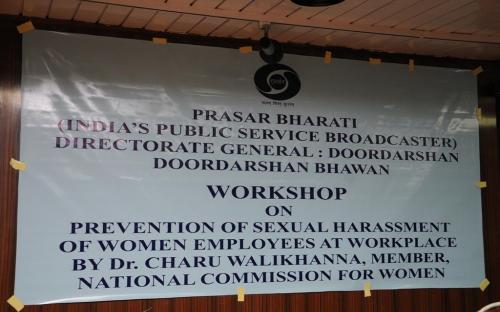 PRASAR BHARATI
(INDIA'S PUBLIC SERVICE BROADCASTER)
DIRECTORATE GENERAL : DOORDARSHAN
DOORDARSHAN BHAWAN
WORKSHOP
ON
PREVENTION OF SEXUAL HARASSMENT
OF WOMEN EMPLOYEES AT WORKPLACE
BY Dr. CHARU WALIKHANNA, MEMBER,
NATIONAL COMMISSION FOR WOMEN